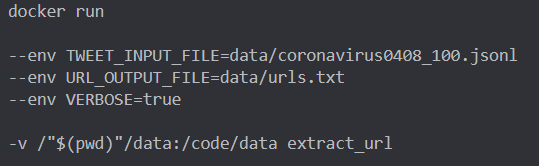 docker run
--env TWEET_INPUT_FILE=data/coronavirus0408_100.jsonl
--env URL_OUTPUT_FILE=data/urls.txt
--env VERBOSE=true
-v /"$(pwd)"/data:/code/data extract_url